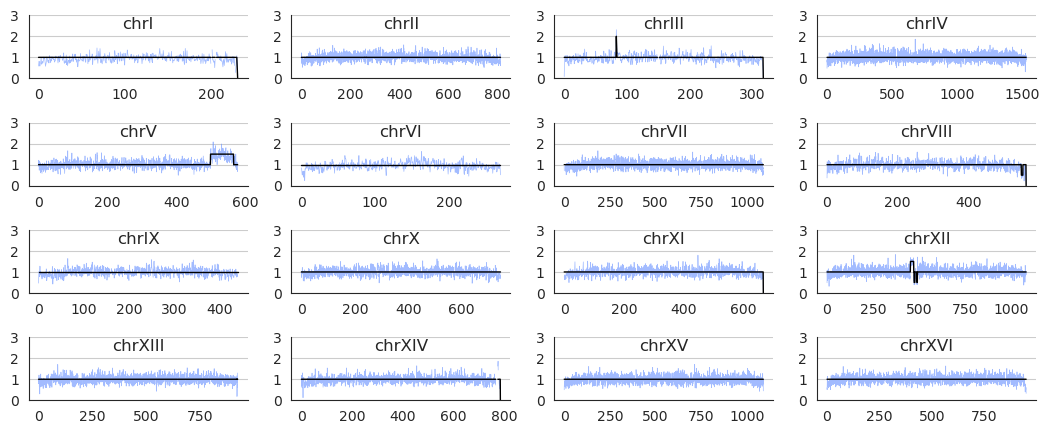 3 chrI 3 chrII 3 chrIII 3 chrIV
2 2 2 2
1 1 1 1
0 0 0 0
0 100 200 0 200 400 600 800 0 100 200 300 0 500 1000 1500
3 chrV 3 chrVI 3 chrVII 3 chrVIII
2 2 2 2
1 1 1 1
0 0 0 0
0 200 400 600 0 100 200 0 250 500 750 1000 0 200 400
3 chrIX 3 chrX 3 chrXI 3 chrXII
2 2 2 2
1 1 1 1
0 0 0 0
0 100 200 300 400 0 200 400 600 0 200 400 600 0 250 500 750 1000
3 chrXIII 3 chrXIV 3 chrXV 3 chrXVI
2 2 2 2
1 1 1 1
0 0 0 0
0 250 500 750 0 200 400 600 800 0 250 500 750 1000 0 250 500 750